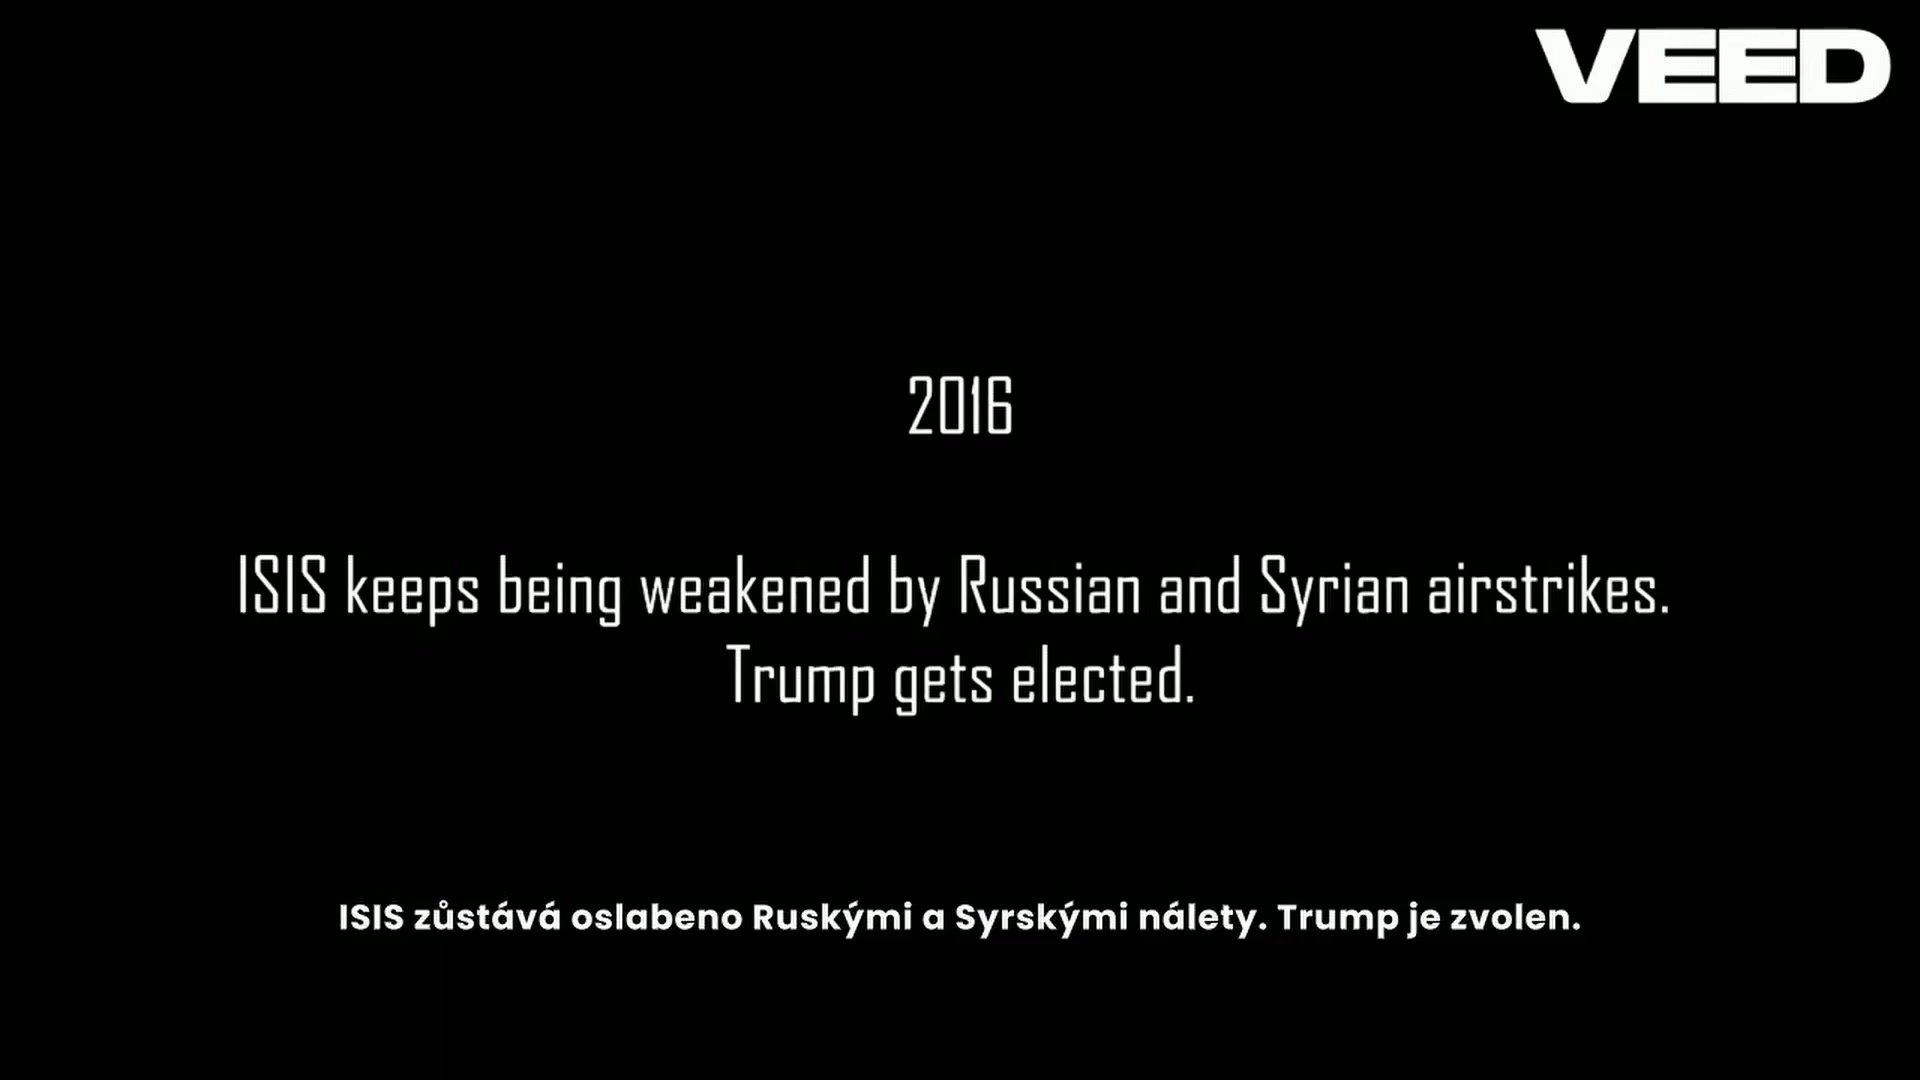 VEED
2016
ISIS keeps being weakened by Russian and Syrian airstrikes.
Trump gets elected.
ISIS zůstává oslabeno Ruskými a Syrskými nálety. Trump je zvolen.